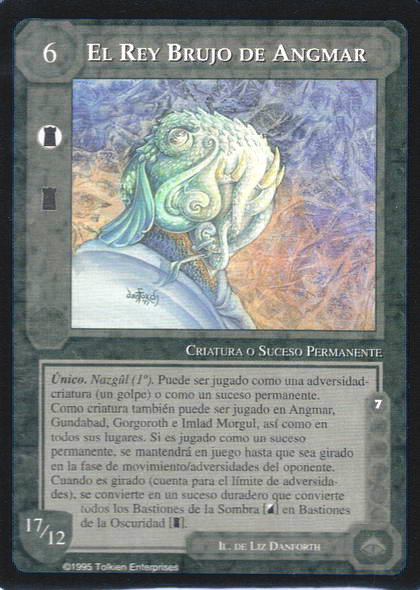 6
El Rey Brujo de Angmar
Danforth
'97
Criatura o Suceso Permanente
Único. Nazgûl (1º). Puede ser jugado como una adversidad-
criatura (un golpe) o como un suceso permanente.
Como criatura también puede ser jugado en Angmar,
Gundabad, Gorgoroth e Imlad Morgul, así como en
todos sus lugares. Si es jugado como un suceso
permanente, se mantendrá en juego hasta que sea girado
en la fase de movimiento/adversidades del oponente.
Cuando es girado (cuenta para el límite de adversida-
des), se convierte en un suceso duradero que convierte
todos los Bastiones de la Sombra [] en Bastiones
de la Oscuridad [].
7
17/12
Il. de Liz Danforth
©1995 Tolkien Enterprises